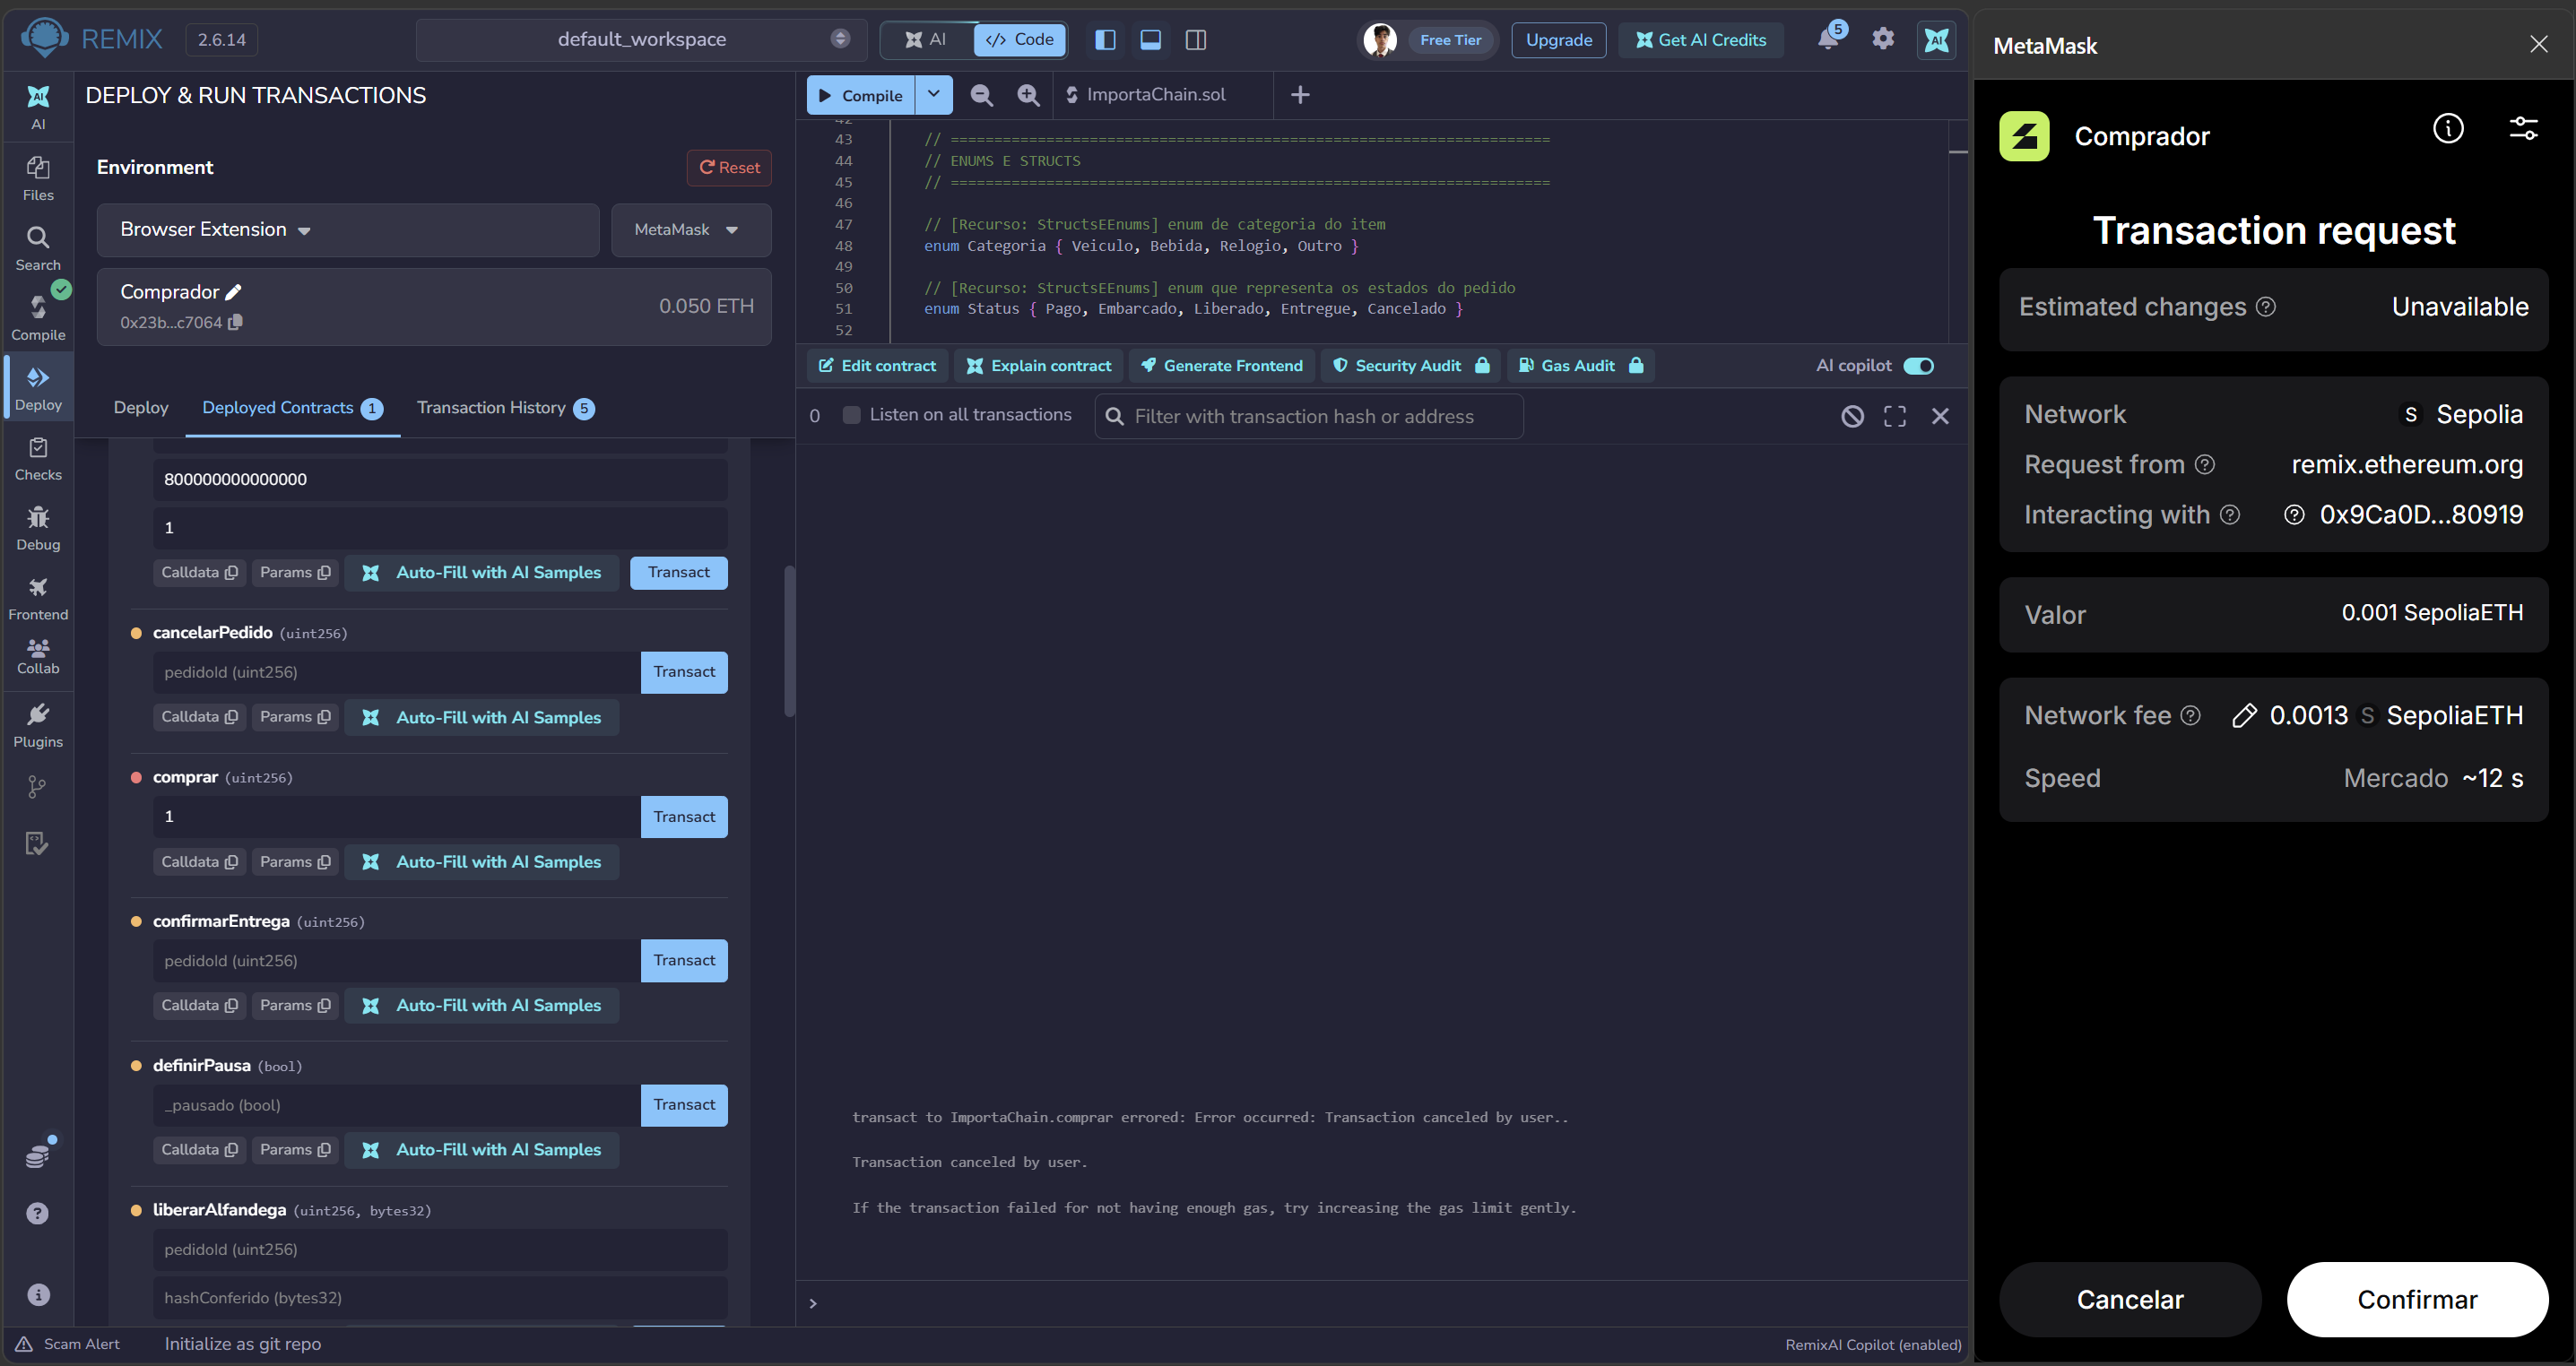 REMIX 2.6.14
default_workspace
AI Code
Free Tier
Upgrade
Get AI Credits
5
AI
AI
AI
Files
Search
Compile
Deploy
Checks
Debug
Frontend
Collab
Plugins
DEPLOY & RUN TRANSACTIONS
Environment
Reset
Browser Extension
MetaMask
Comprador
0x23b...c7064
0.050 ETH
Deploy
Deployed Contracts 1
Transaction History 5
800000000000000
1
Calldata Params Auto-Fill with AI Samples Transact
cancelarPedido (uint256)
pedidoId (uint256) Transact
Calldata Params Auto-Fill with AI Samples
comprar (uint256)
1 Transact
Calldata Params Auto-Fill with AI Samples
confirmarEntrega (uint256)
pedidoId (uint256) Transact
Calldata Params Auto-Fill with AI Samples
definirPausa (bool)
_pausado (bool) Transact
Calldata Params Auto-Fill with AI Samples
liberarAlfandega (uint256, bytes32)
pedidoId (uint256)
hashConferido (bytes32)
Compile
ImportaChain.sol
42
43 // =====================================================================
44 // ENUMS E STRUCTS
45 // =====================================================================
46
47 // [Recurso: StructsEEnums] enum de categoria do item
48 enum Categoria { Veiculo, Bebida, Relogio, Outro }
49
50 // [Recurso: StructsEEnums] enum que representa os estados do pedido
51 enum Status { Pago, Embarcado, Liberado, Entregue, Cancelado }
52
Edit contract Explain contract Generate Frontend Security Audit Gas Audit AI copilot
0 Listen on all transactions Filter with transaction hash or address
transact to ImportaChain.comprar errored: Error occurred: Transaction canceled by user..
Transaction canceled by user.
If the transaction failed for not having enough gas, try increasing the gas limit gently.
>
Scam Alert Initialize as git repo
RemixAI Copilot (enabled)
MetaMask
Comprador
Transaction request
Estimated changes Unavailable
Network S Sepolia
Request from remix.ethereum.org
Interacting with 0x9Ca0D...80919
Valor 0.001 SepoliaETH
Network fee 0.0013 S SepoliaETH
Speed Mercado ~12 s
Cancelar
Confirmar